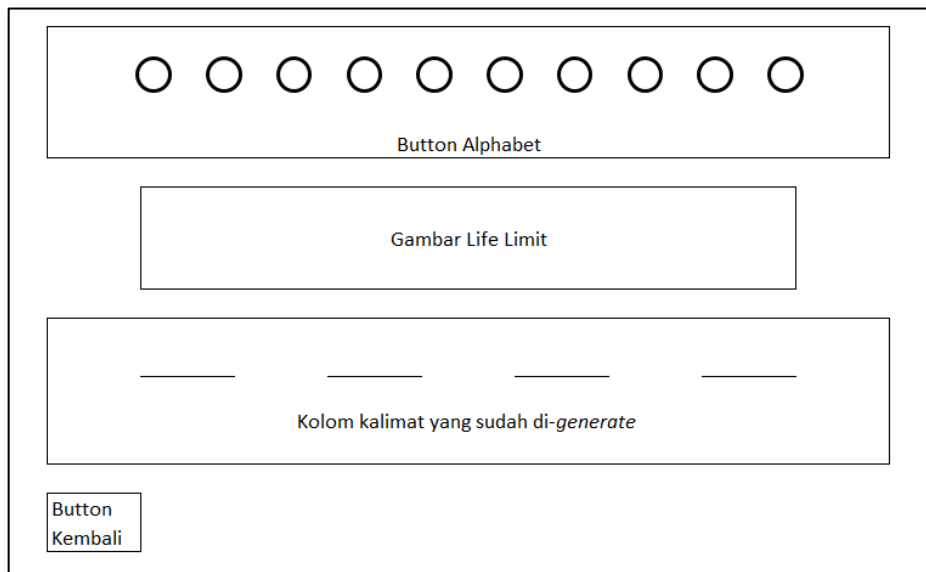 Button Alphabet
Gambar Life Limit
Kolom kalimat yang sudah di-generate
Button
Kembali